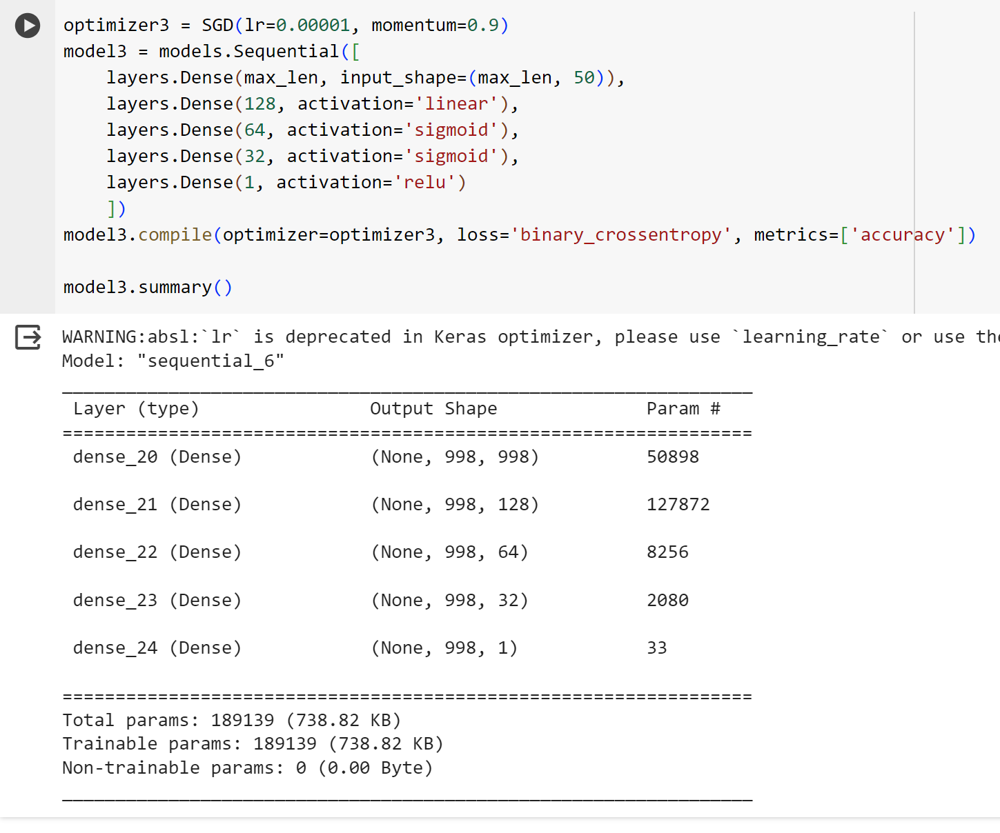 optimizer3 = SGD(lr=0.00001, momentum=0.9)
model3 = models.Sequential([
    layers.Dense(max_len, input_shape=(max_len, 50)),
    layers.Dense(128, activation='linear'),
    layers.Dense(64, activation='sigmoid'),
    layers.Dense(32, activation='sigmoid'),
    layers.Dense(1, activation='relu')
    ])
model3.compile(optimizer=optimizer3, loss='binary_crossentropy', metrics=['accuracy'])
model3.summary()
WARNING:absl:`lr` is deprecated in Keras optimizer, please use `learning_rate` or use the
Model: "sequential_6"
_________________________________________________________________
 Layer (type)                Output Shape              Param #
=================================================================
 dense_20 (Dense)            (None, 998, 998)          50898
 dense_21 (Dense)            (None, 998, 128)          127872
 dense_22 (Dense)            (None, 998, 64)           8256
 dense_23 (Dense)            (None, 998, 32)           2080
 dense_24 (Dense)            (None, 998, 1)            33
=================================================================
Total params: 189139 (738.82 KB)
Trainable params: 189139 (738.82 KB)
Non-trainable params: 0 (0.00 Byte)
_________________________________________________________________